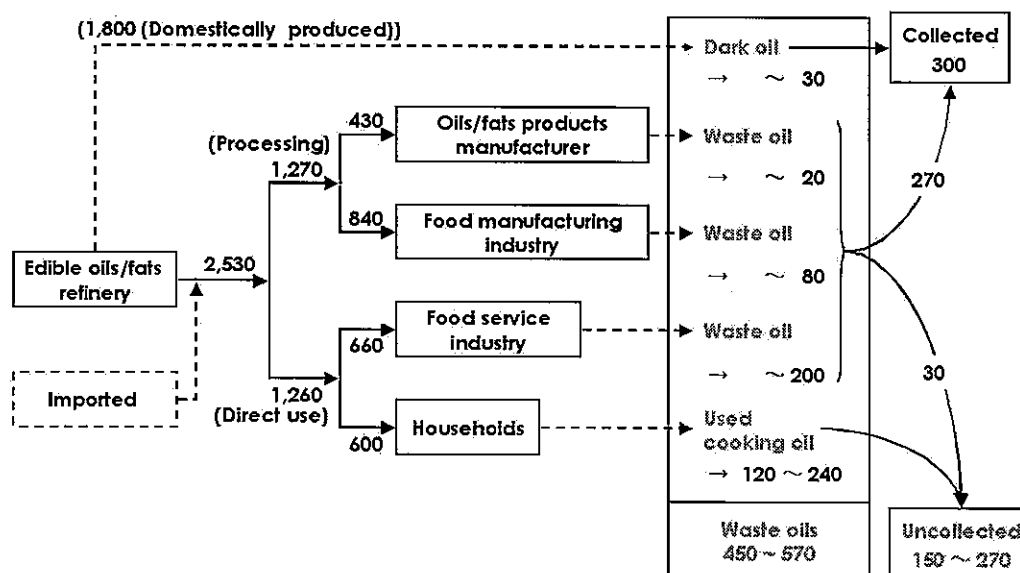 (1,800 (Domestically produced))
Dark oil
→ ～ 30
Collected
300
430
Oils/fats products
manufacturer
Waste oil
→ ～ 20
(Processing)
1,270
270
840
Food manufacturing
industry
Waste oil
→ ～ 80
Edible oils/fats
refinery
2,530
Food service
industry
660
Waste oil
→ ～200
30
Imported
1,260
(Direct use)
600
Households
Used
cooking oil
→ 120 ～ 240
Waste oils
450～ 570
Uncollected
150 ～ 270